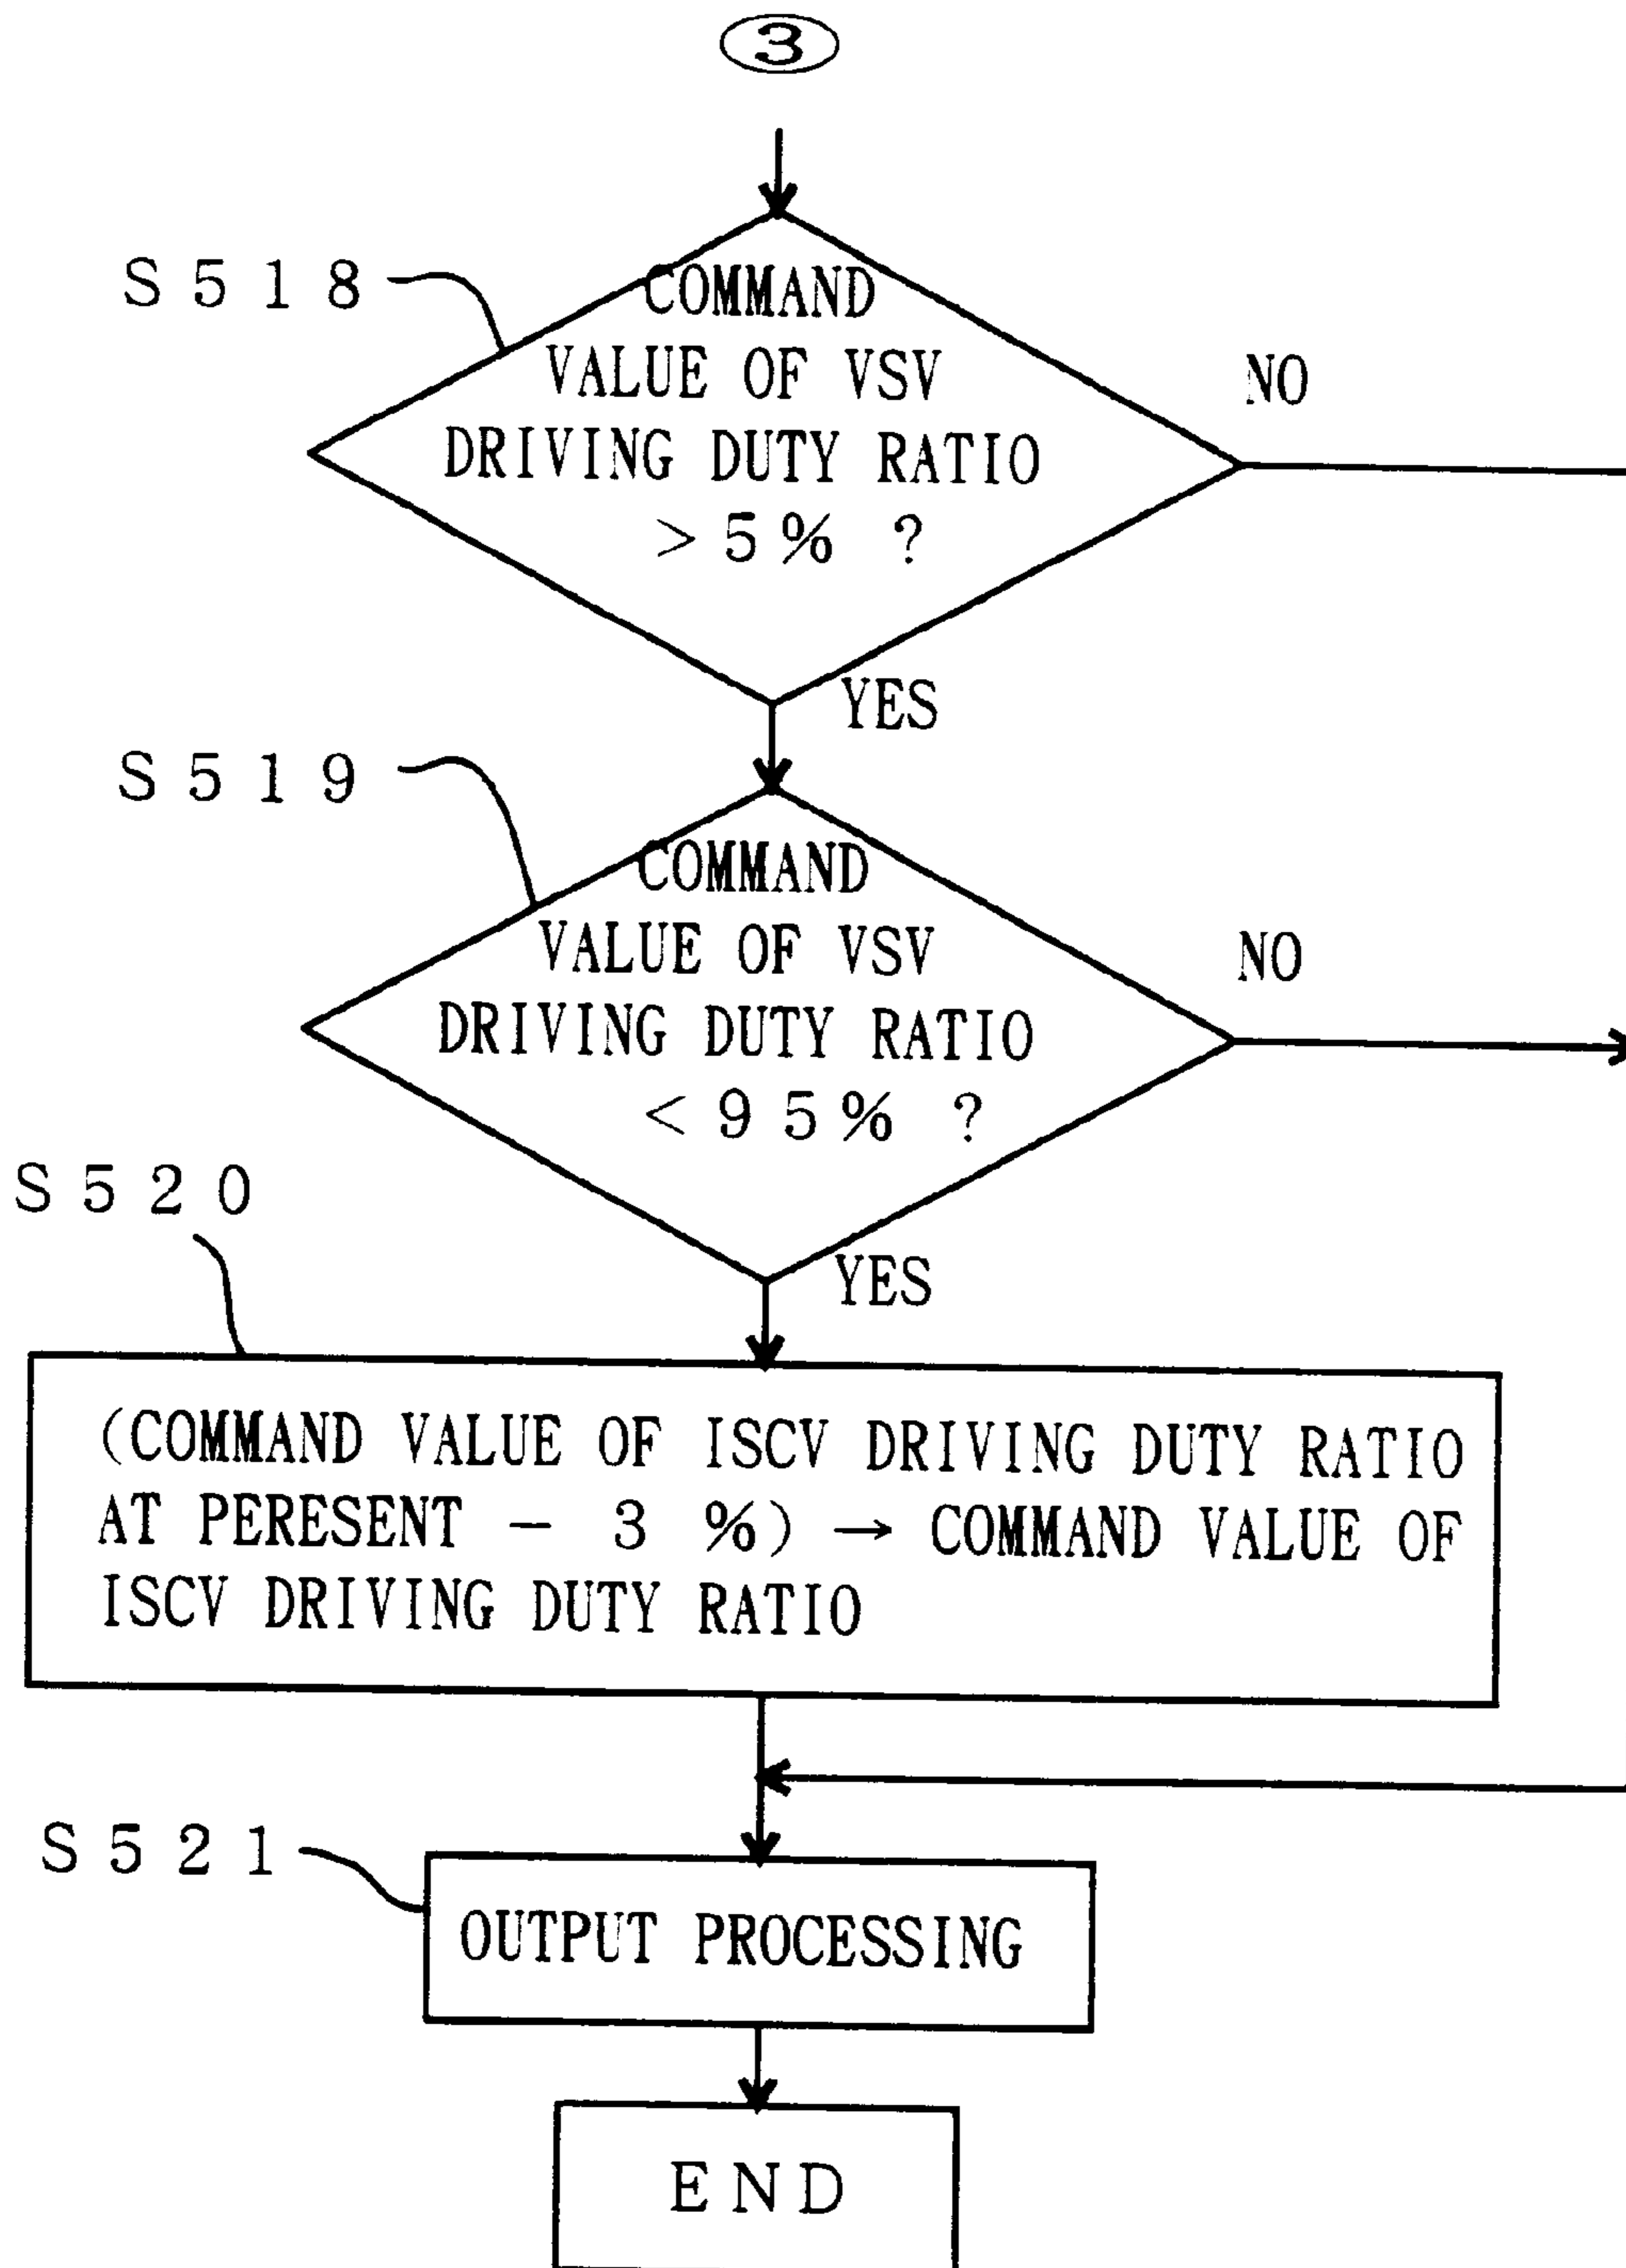 3
S518
COMMAND
VALUE OF VSV
DRIVING DUTY RATIO
>5% ?
NO
YES
S519
COMMAND
VALUE OF VSV
DRIVING DUTY RATIO
<95% ?
NO
YES
S520
(COMMAND VALUE OF ISCV DRIVING DUTY RATIO
AT PERESENT - 3 %) → COMMAND VALUE OF
ISCV DRIVING DUTY RATIO
S521
OUTPUT PROCESSING
END